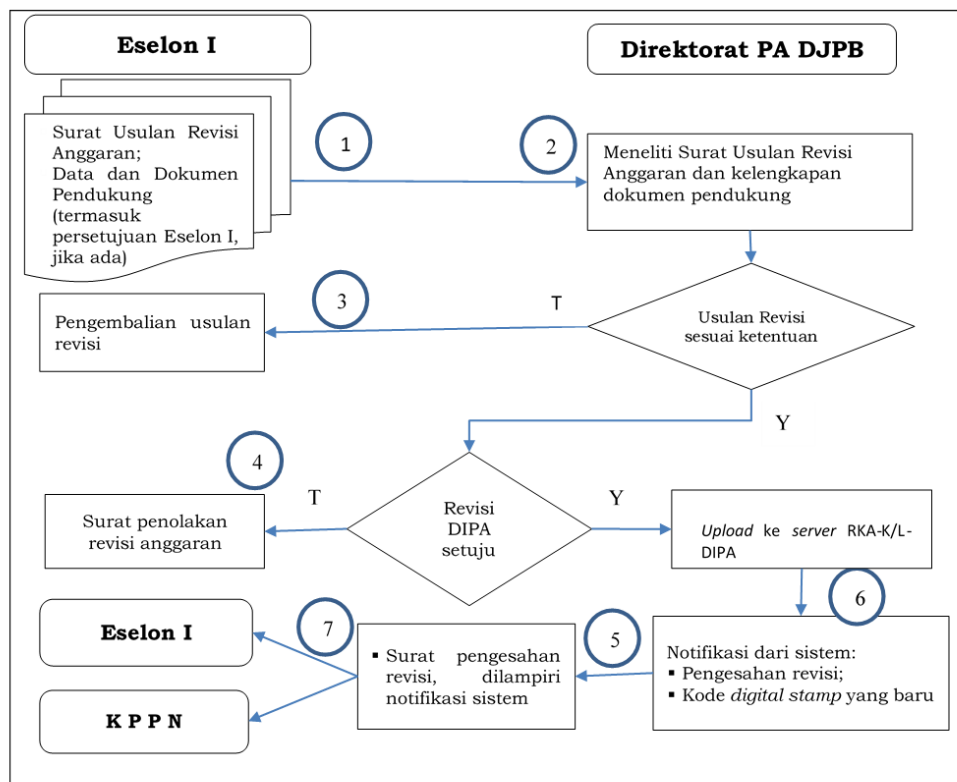 Eselon I
Direktorat PA DJPB
Surat Usulan Revisi
Anggaran;
Data dan Dokumen
Pendukung
(termasuk
persetujuan Eselon I,
jika ada)
1
2
Meneliti Surat Usulan Revisi
Anggaran dan kelengkapan
dokumen pendukung
Pengembalian usulan
revisi
3
T
Usulan Revisi
sesuai ketentuan
Y
4
Surat penolakan
revisi anggaran
T
Revisi
DIPA
setuju
Y
Upload ke server RKA-K/L-
DIPA
6
Eselon I
K P P N
7
▪ Surat pengesahan
revisi, dilampiri
notifikasi sistem
5
Notifikasi dari sistem:
▪ Pengesahan revisi;
▪ Kode digital stamp yang baru